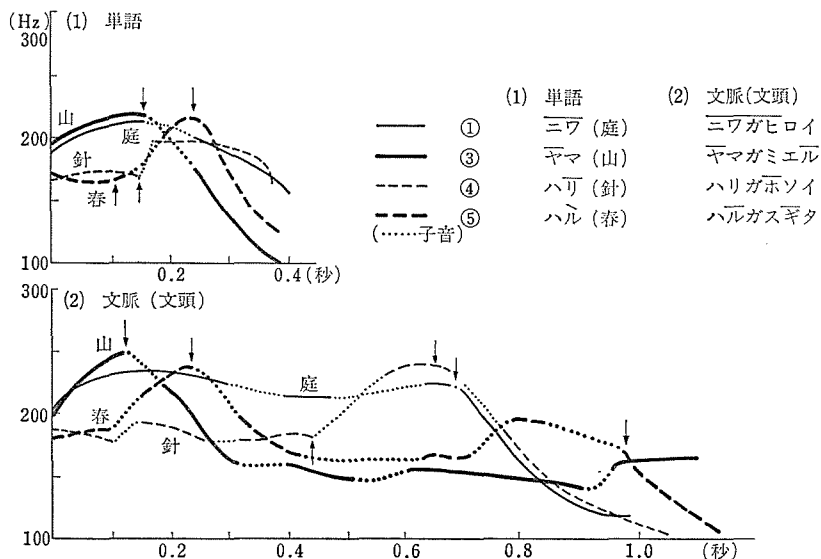 (Hz) (1) 単語
300
200
100
山
庭
針
春
0.2
0.4(秒)
(1) 単語 (2) 文脈(文頭)
① ニワ(庭) ニワガヒロイ
③ ヤマ(山) ヤマガミエル
④ ハリ(針) ハリガホソイ
⑤ ハル(春) ハルガスギタ
(……子音)
300 (2) 文脈(文頭)
200
100
山
庭
春
針
0.2 0.4 0.6 0.8 1.0 (秒)